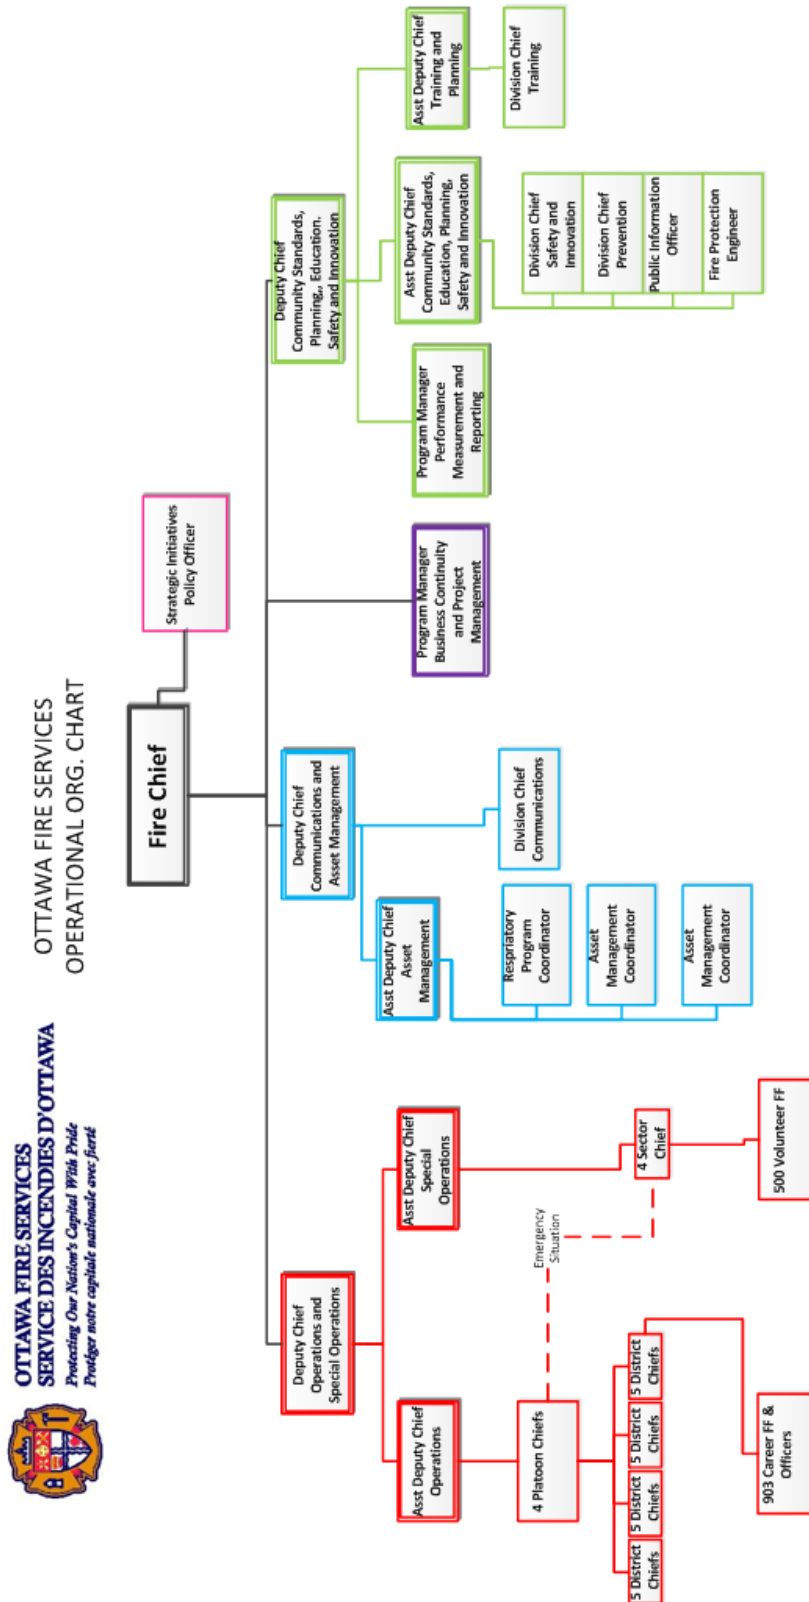 OTTAWA FIRE SERVICES
SERVICE DES INCENDIES D'OTTAWA
Protecting Our Nation's Capital With Pride
Protéger notre capitale nationale avec fierté
OTTAWA FIRE SERVICES
OPERATIONAL ORG. CHART
Fire Chief
Strategic Initiatives
Policy Officer
Deputy Chief
Operations and
Special Operations
Deputy Chief
Communications and
Asset Management
Program Manager
Business Continuity
and Project
Management
Deputy Chief
Community Standards,
Planning,, Education.
Safety and Innovation
Asst Deputy Chief
Operations
Asst Deputy Chief
Special
Operations
Asst Deputy Chief
Asset
Management
Program Manager
Performance
Measurement and
Reporting
Asst Deputy Chief
Community Standards,
Education, Planning,
Safety and Innovation
Asst Deputy Chief
Training and
Planning
4 Platoon Chiefs
Emergency
Situation
4 Sector
Chief
5 District
Chiefs
5 District
Chiefs
5 District
Chiefs
5 District
Chiefs
903 Career FF &
Officers
500 Volunteer FF
Respriatory
Program
Coordinator
Asset
Management
Coordinator
Asset
Management
Coordinator
Division Chief
Communications
Division Chief
Safety and
Innovation
Division Chief
Prevention
Public Information
Officer
Fire Protection
Engineer
Division Chief
Training